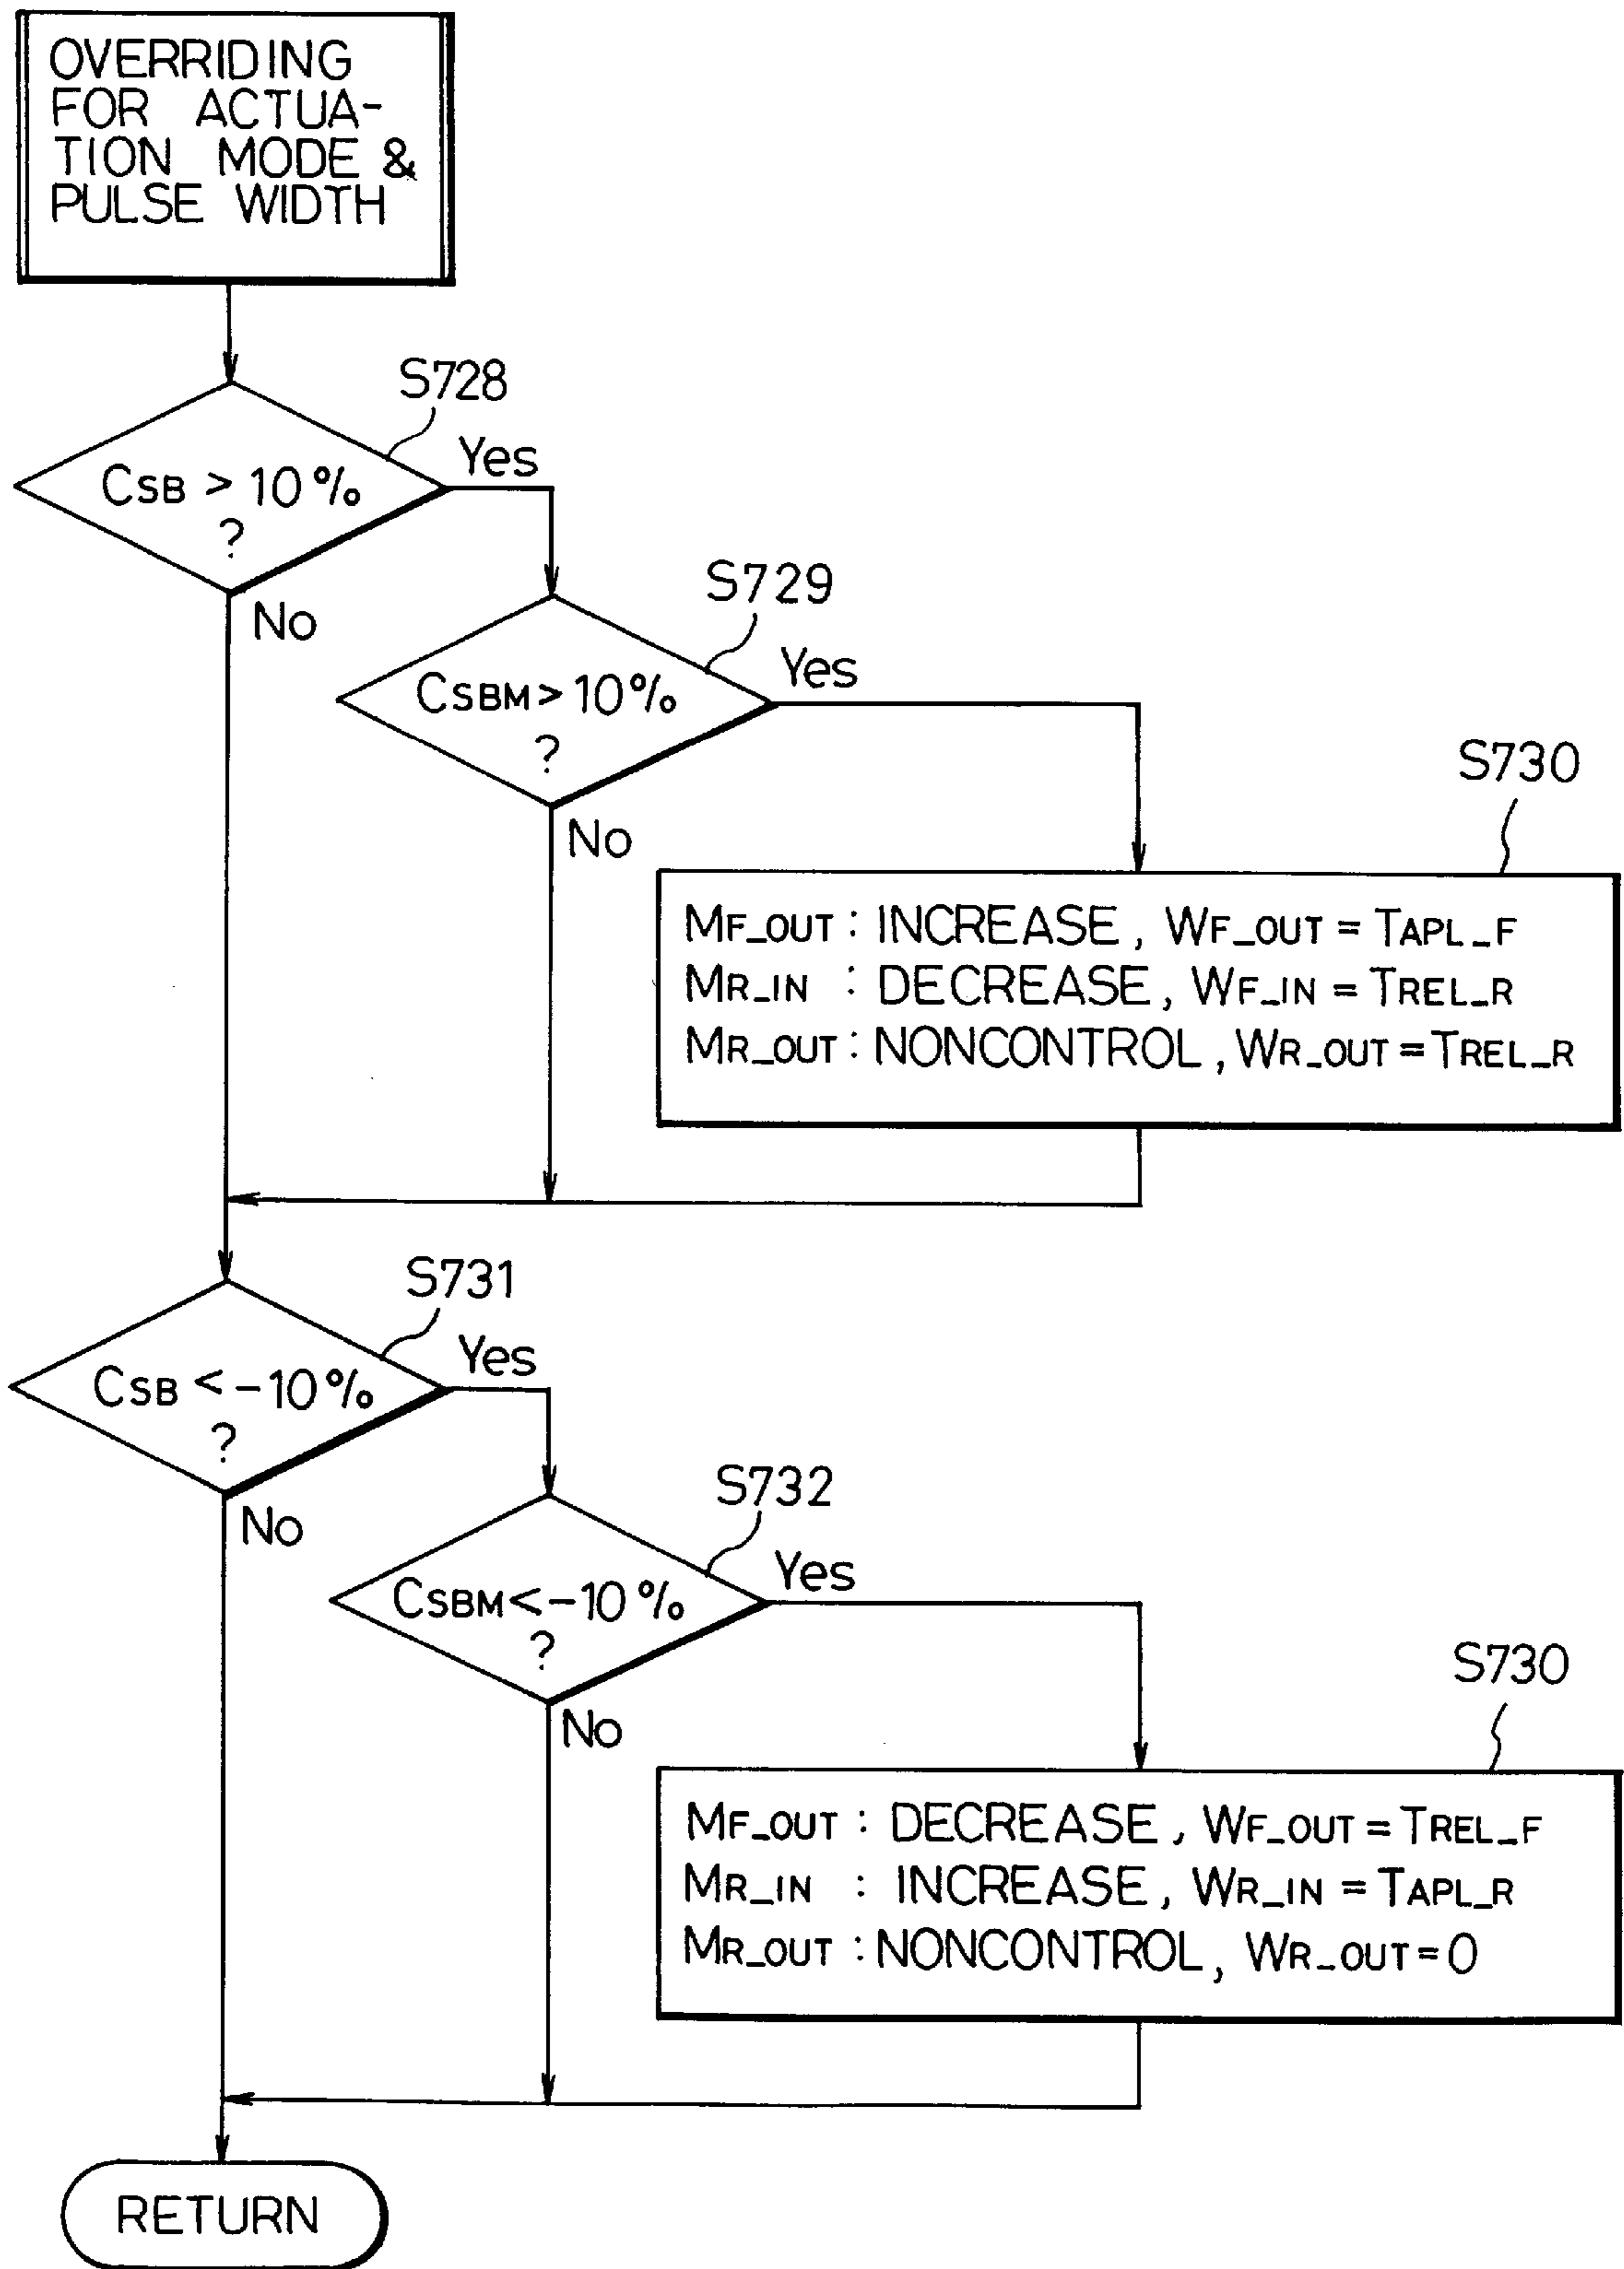 OVERRIDING
FOR ACTUA-
TION MODE &
PULSE WIDTH
S728
CSB > 10%
?
Yes
No
S729
CSBM > 10%
?
Yes
No
S730
MF_OUT : INCREASE, WF_OUT = TAPL_F
MR_IN : DECREASE, WF_IN = TREL_R
MR_OUT : NONCONTROL, WR_OUT = TREL_R
S731
CSB < -10%
?
Yes
No
S732
CSBM < -10%
?
Yes
No
S730
MF_OUT : DECREASE, WF_OUT = TREL_F
MR_IN : INCREASE, WR_IN = TAPL_R
MR_OUT : NONCONTROL, WR_OUT = 0
RETURN